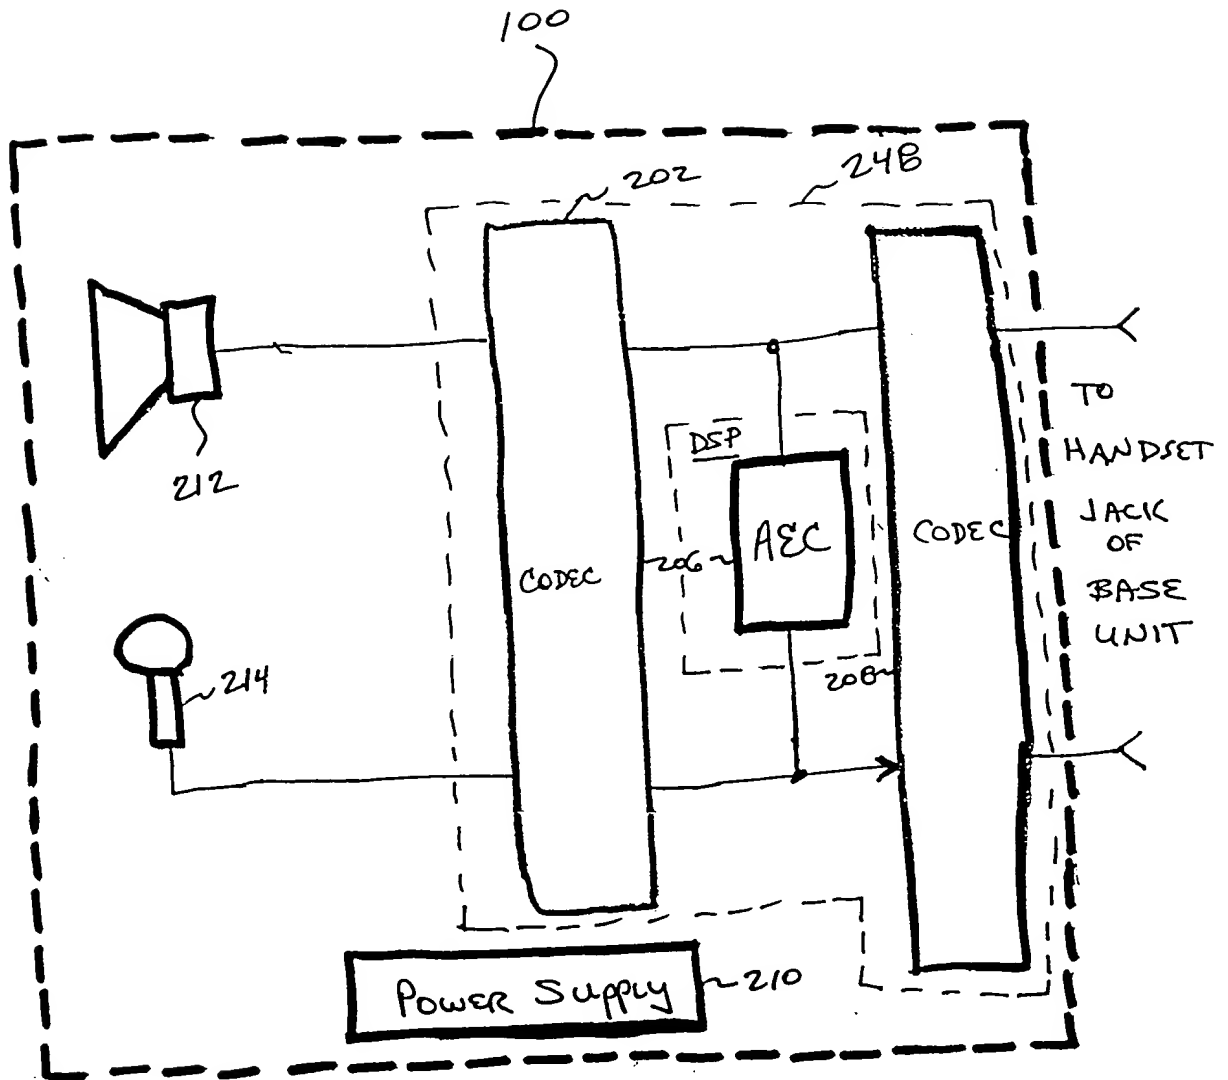 100
202
248
212
DSP
AEC
206
CODEC
CODEC
TO
HANDSET
JACK
OF
BASE
UNIT
214
208
POWER SUPPLY
210